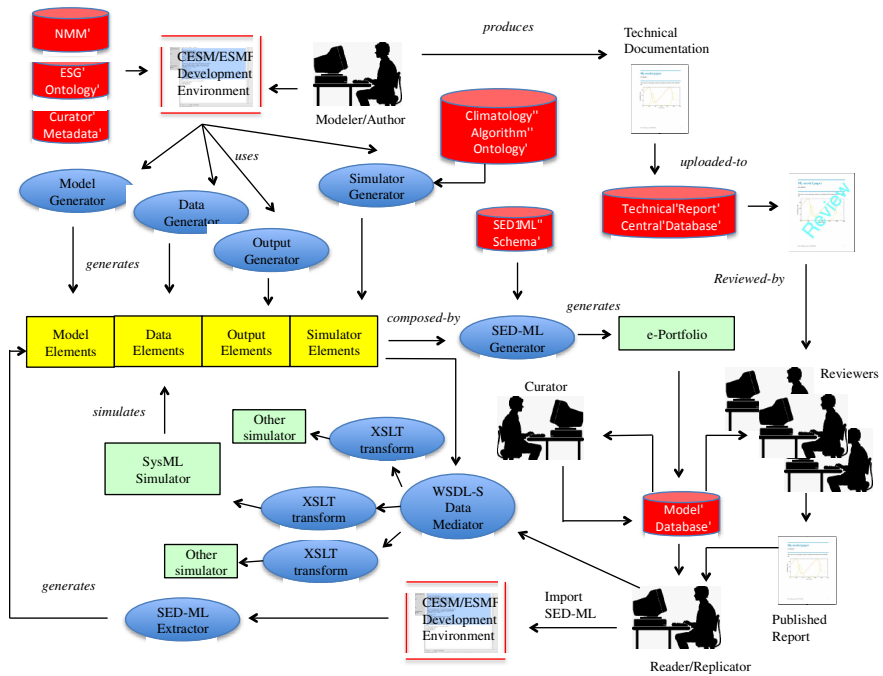 NMM'
ESG'
Ontology'
Curator'
Metadata'
CESM/ESMF
Development
Environment
Modeler/Author
produces
Technical
Documentation
Climatology''
Algorithm''
Ontology'
uploaded-to
Technical'Report'
Central'Database'
Review
Reviewed-by
uses
Model
Generator
Data
Generator
Output
Generator
Simulator
Generator
SED1ML''
Schema'
generates
Model
Elements
Data
Elements
Output
Elements
Simulator
Elements
composed-by
SED-ML
Generator
generates
e-Portfolio
Curator
Reviewers
simulates
SysML
Simulator
Other
simulator
XSLT
transform
XSLT
transform
Other
simulator
XSLT
transform
WSDL-S
Data
Mediator
Model'
Database'
generates
SED-ML
Extractor
CESM/ESMF
Development
Environment
Import
SED-ML
Reader/Replicator
Published
Report